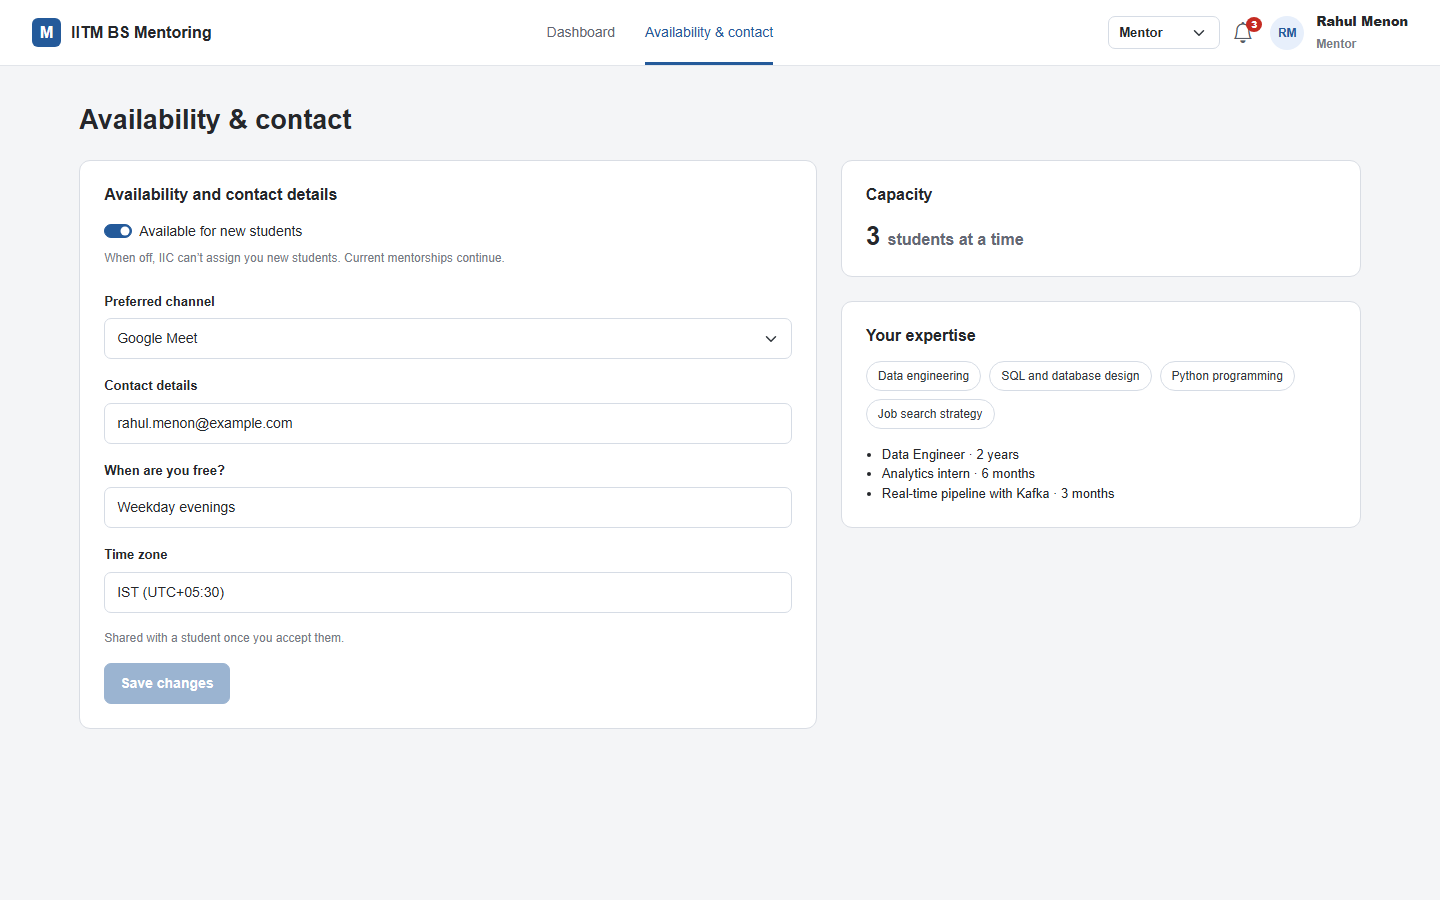 M IITM BS Mentoring
Dashboard Availability & contact
Mentor
3
RM
Rahul Menon
Mentor
Availability & contact
Availability and contact details
Available for new students
When off, IIC can't assign you new students. Current mentorships continue.
Preferred channel
Google Meet
Contact details
rahul.menon@example.com
When are you free?
Weekday evenings
Time zone
IST (UTC+05:30)
Shared with a student once you accept them.
Save changes
Capacity
3 students at a time
Your expertise
Data engineering SQL and database design Python programming
Job search strategy
• Data Engineer · 2 years
• Analytics intern · 6 months
• Real-time pipeline with Kafka · 3 months